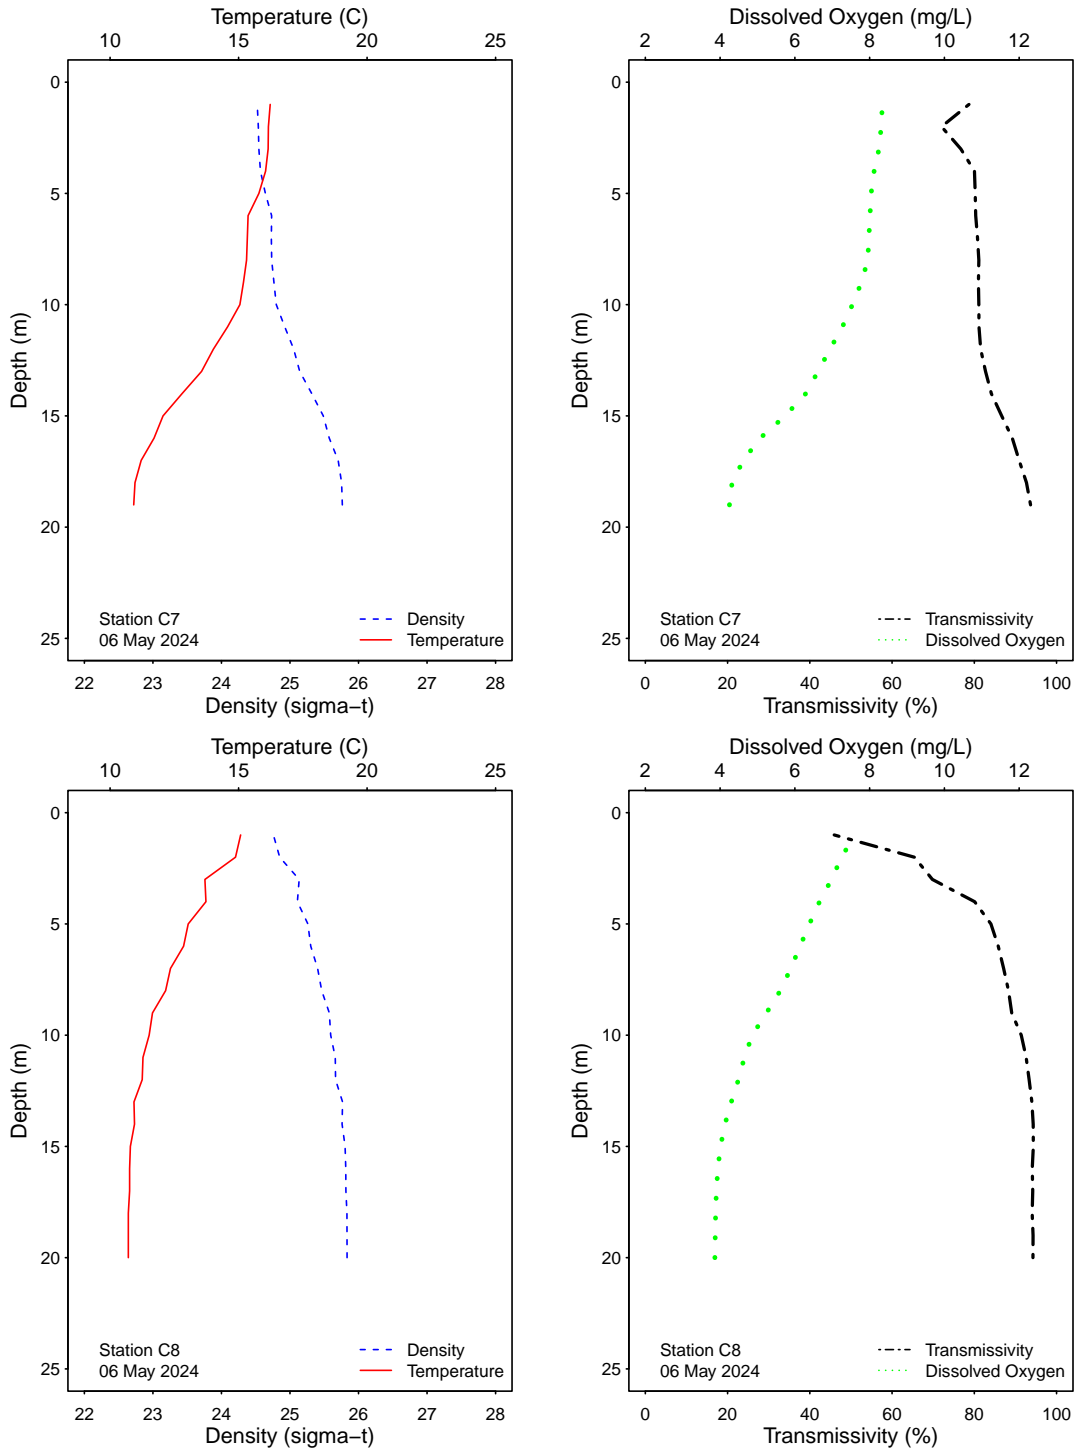 Temperature (C)
10 15 20 25
0
5
10
15
20
25
Depth (m)
Station C7
06 May 2024
Density
Temperature
22 23 24 25 26 27 28
Density (sigma−t)
Dissolved Oxygen (mg/L)
2 4 6 8 10 12
0
5
10
15
20
25
Depth (m)
Station C7
06 May 2024
Transmissivity
Dissolved Oxygen
0 20 40 60 80 100
Transmissivity (%)
Temperature (C)
10 15 20 25
0
5
10
15
20
25
Depth (m)
Station C8
06 May 2024
Density
Temperature
22 23 24 25 26 27 28
Density (sigma−t)
Dissolved Oxygen (mg/L)
2 4 6 8 10 12
0
5
10
15
20
25
Depth (m)
Station C8
06 May 2024
Transmissivity
Dissolved Oxygen
0 20 40 60 80 100
Transmissivity (%)